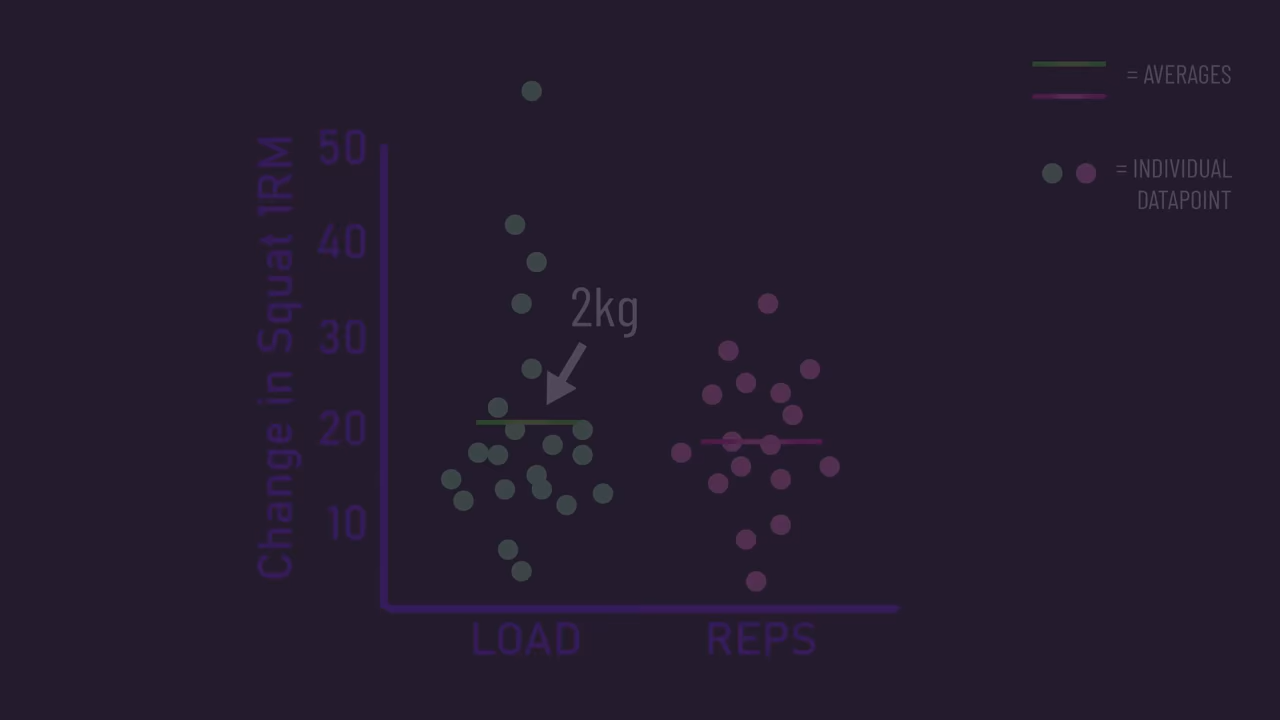 = AVERAGES
= INDIVIDUAL
DATAPOINT
Change in Squat 1RM
50
40
30
20
10
2kg
LOAD
REPS